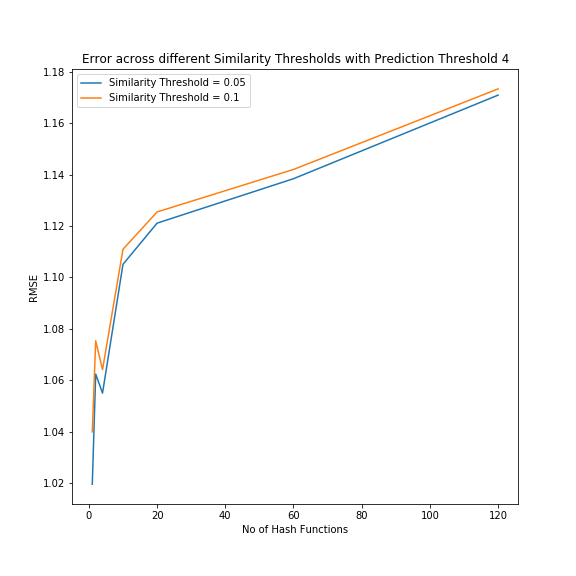 Error across different Similarity Thresholds with Prediction Threshold 4
Similarity Threshold = 0.05
Similarity Threshold = 0.1
1.18
1.16
1.14
1.12
1.10
1.08
1.06
1.04
1.02
RMSE
0 20 40 60 80 100 120
No of Hash Functions